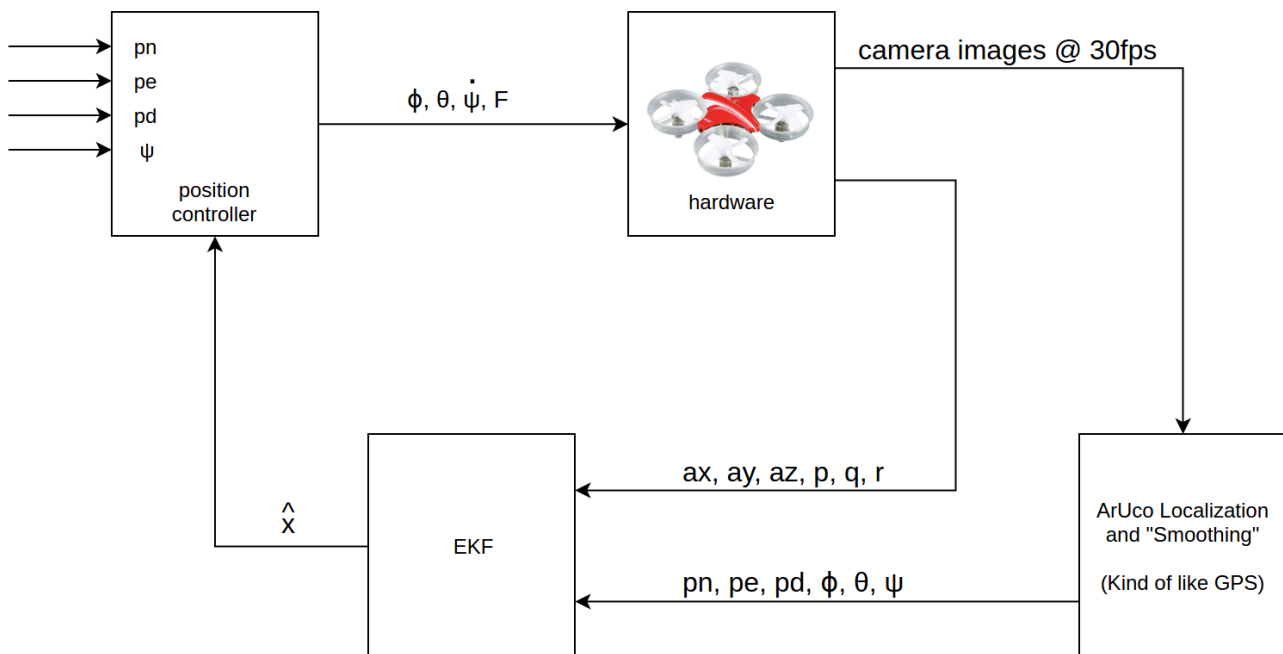 pn
pe
pd
ψ
position
controller
ϕ, θ, ψ̇, F
hardware
camera images @ 30fps
ax, ay, az, p, q, r
x̂
EKF
pn, pe, pd, ϕ, θ, ψ
ArUco Localization
and "Smoothing"
(Kind of like GPS)